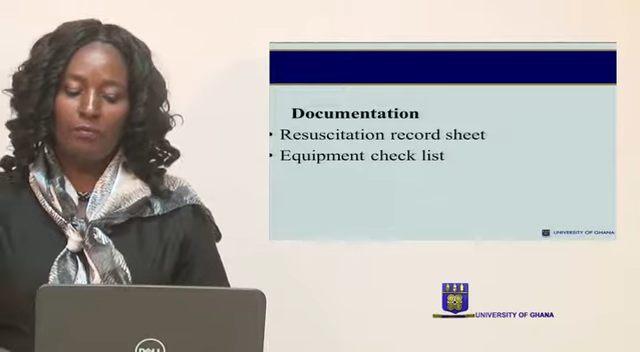 Documentation
• Resuscitation record sheet
• Equipment check list
UNIVERSITY OF GHANA
UNIVERSITY OF GHANA
DELL